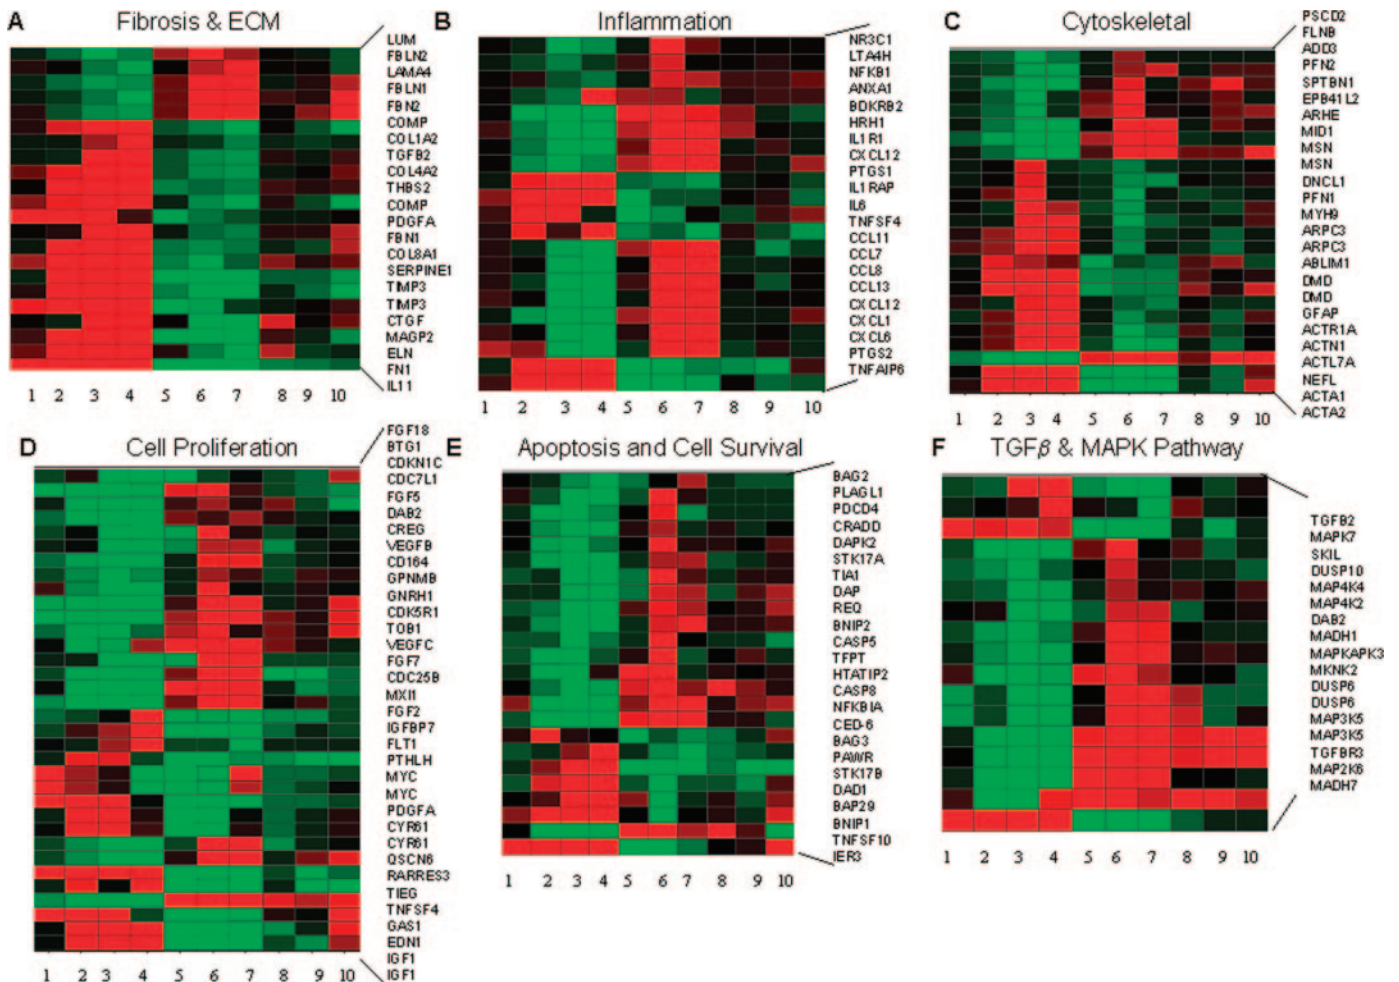 A Fibrosis & ECM
LUM
FBLN2
LAMA4
FBLN1
FBN2
COMP
COL1A2
TGFB2
COL4A2
THBS2
COMP
PDGFA
FBN1
COL8A1
SERPINE1
TIMP3
TIMP3
CTGF
MAGP2
ELN
FN1
IL11
1 2 3 4 5 6 7 8 9 10
B Inflammation
NR3C1
LTA4H
NFKB1
ANXA1
BDKRB2
HRH1
IL1R1
CXCL12
PTGS1
IL1RAP
IL6
TNFSF4
CCL11
CCL7
CCL8
CCL13
CXCL12
CXCL1
CXCL6
PTGS2
TNFAIP6
1 2 3 4 5 6 7 8 9 10
C Cytoskeletal
PSCD2
FLNB
ADD3
PFN2
SPTBN1
EPB41L2
ARHE
MID1
MSN
MSN
DNCL1
PFN1
MYH9
ARPC3
ARPC3
ABLIM1
DMD
DMD
GFAP
ACTR1A
ACTN1
ACTL7A
NEFL
ACTA1
ACTA2
1 2 3 4 5 6 7 8 9 10
D Cell Proliferation
FGF18
BTG1
CDKN1C
CDC7L1
FGF5
DAB2
CREG
VEGFB
CD164
GPNMB
GNRH1
CDK5R1
TOB1
VEGFC
FGF7
CDC25B
MXI1
FGF2
IGFBP7
FLT1
PTHLH
MYC
MYC
PDGFA
CYR61
CYR61
QSCN6
RARRES3
TIEG
TNFSF4
GAS1
EDN1
IGF1
IGF1
1 2 3 4 5 6 7 8 9 10
E Apoptosis and Cell Survival
BAG2
PLAGL1
PDCD4
CRADD
DAPK2
STK17A
TIA1
DAP
REQ
BNIP2
CASP5
TFPT
HTATIP2
CASP8
NFKBIA
CED-6
BAG3
PAWR
STK17B
DAD1
BAP29
BNIP1
TNFSF10
IER3
1 2 3 4 5 6 7 8 9 10
F TGFβ & MAPK Pathway
TGFB2
MAPK7
SKIL
DUSP10
MAP4K4
MAP4K2
DAB2
MADH1
MAPKAPK3
MKNK2
DUSP6
DUSP6
MAP3K5
MAP3K5
TGFBR3
MAP2K6
MADH7
1 2 3 4 5 6 7 8 9 10